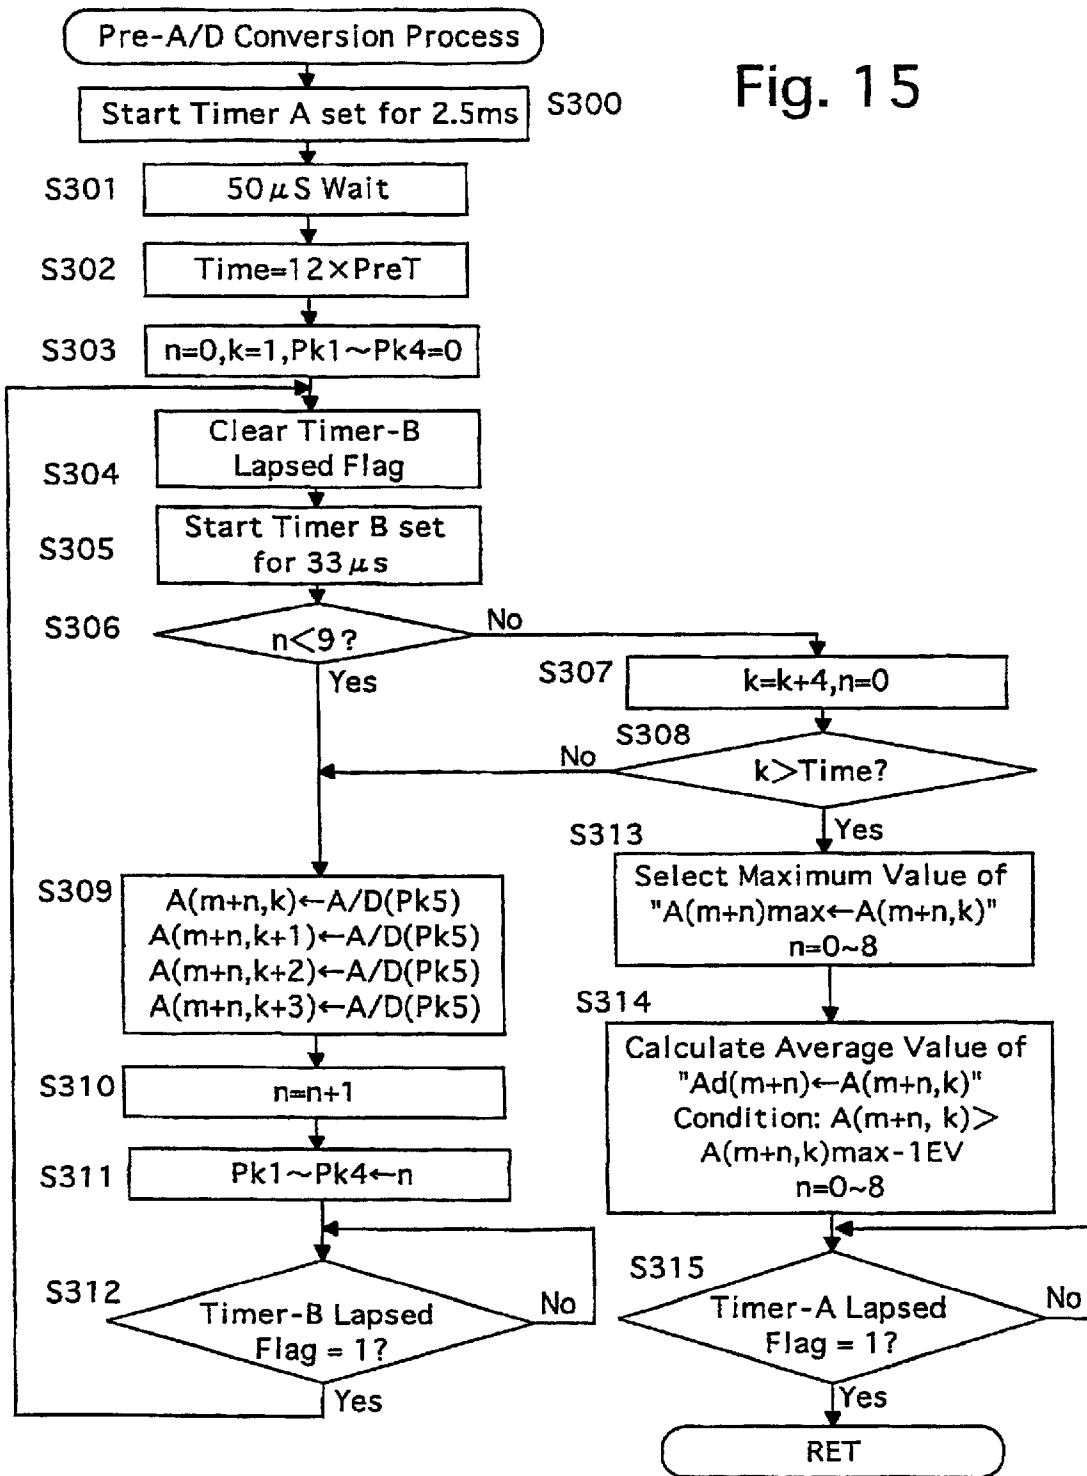 Pre-A/D Conversion Process
Fig. 15
Start Timer A set for 2.5ms
S300
S301
50μS Wait
S302
Time=12×PreT
S303
n=0,k=1,Pk1~Pk4=0
Clear Timer-B
Lapsed Flag
S304
Start Timer B set
for 33μs
S305
S306
n<9?
No
Yes
S307
k=k+4,n=0
S308
k>Time?
No
Yes
S309
A(m+n,k)←A/D(Pk5)
A(m+n,k+1)←A/D(Pk5)
A(m+n,k+2)←A/D(Pk5)
A(m+n,k+3)←A/D(Pk5)
S310
n=n+1
S311
Pk1~Pk4←n
S312
Timer-B Lapsed
Flag = 1?
No
Yes
S313
Select Maximum Value of
"A(m+n)max←A(m+n,k)"
n=0~8
S314
Calculate Average Value of
"Ad(m+n)←A(m+n,k)"
Condition: A(m+n, k)>
A(m+n,k)max-1EV
n=0~8
S315
Timer-A Lapsed
Flag = 1?
No
Yes
RET